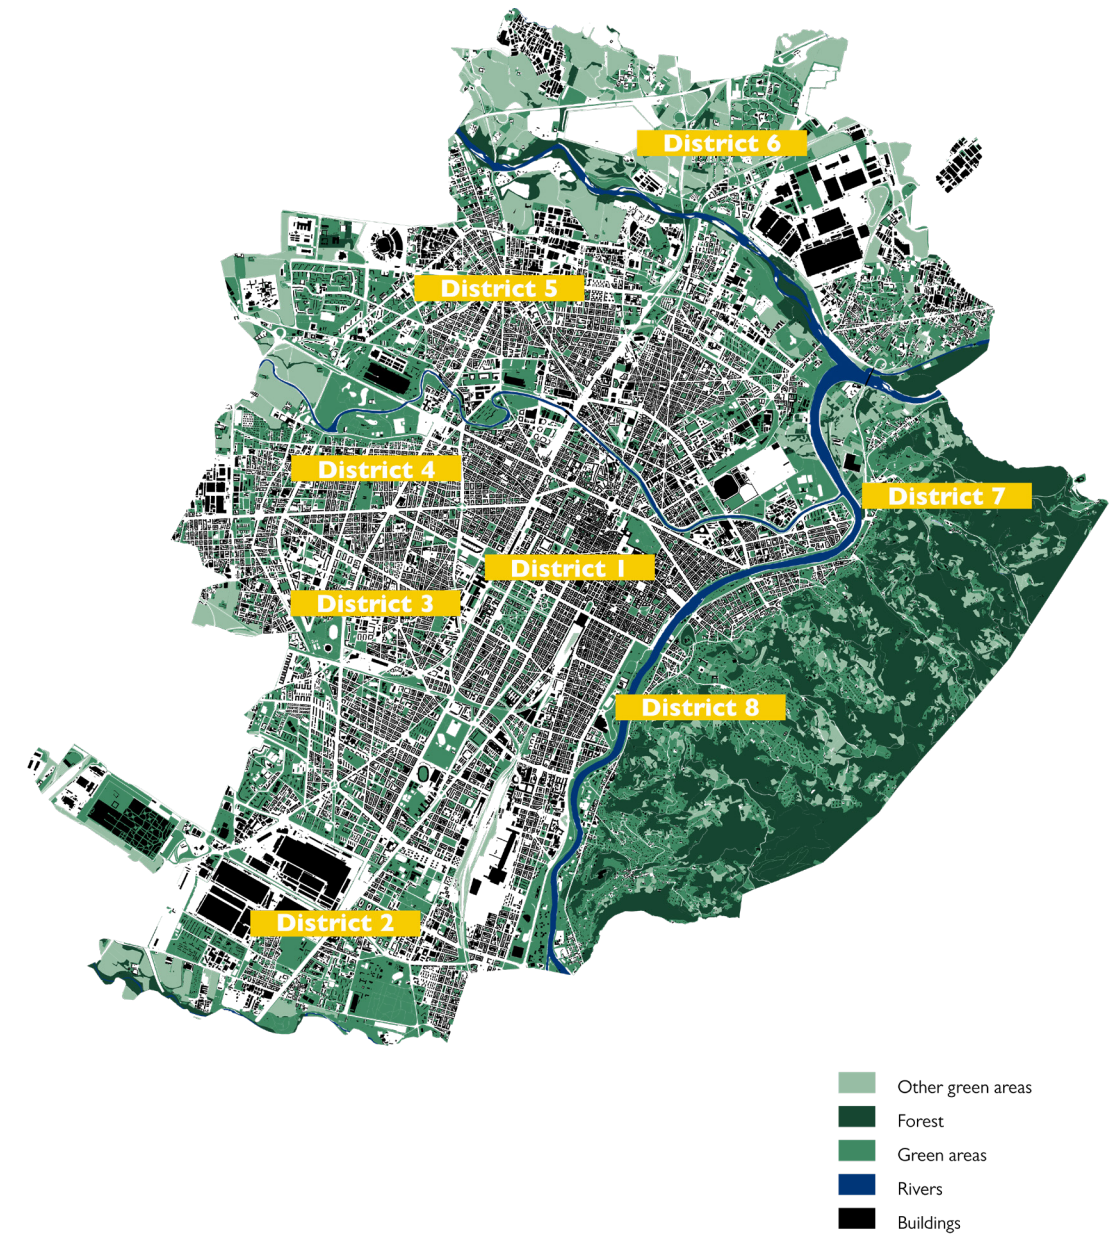 District 6
District 5
District 4
District 7
District 1
District 3
District 8
District 2
Other green areas
Forest
Green areas
Rivers
Buildings